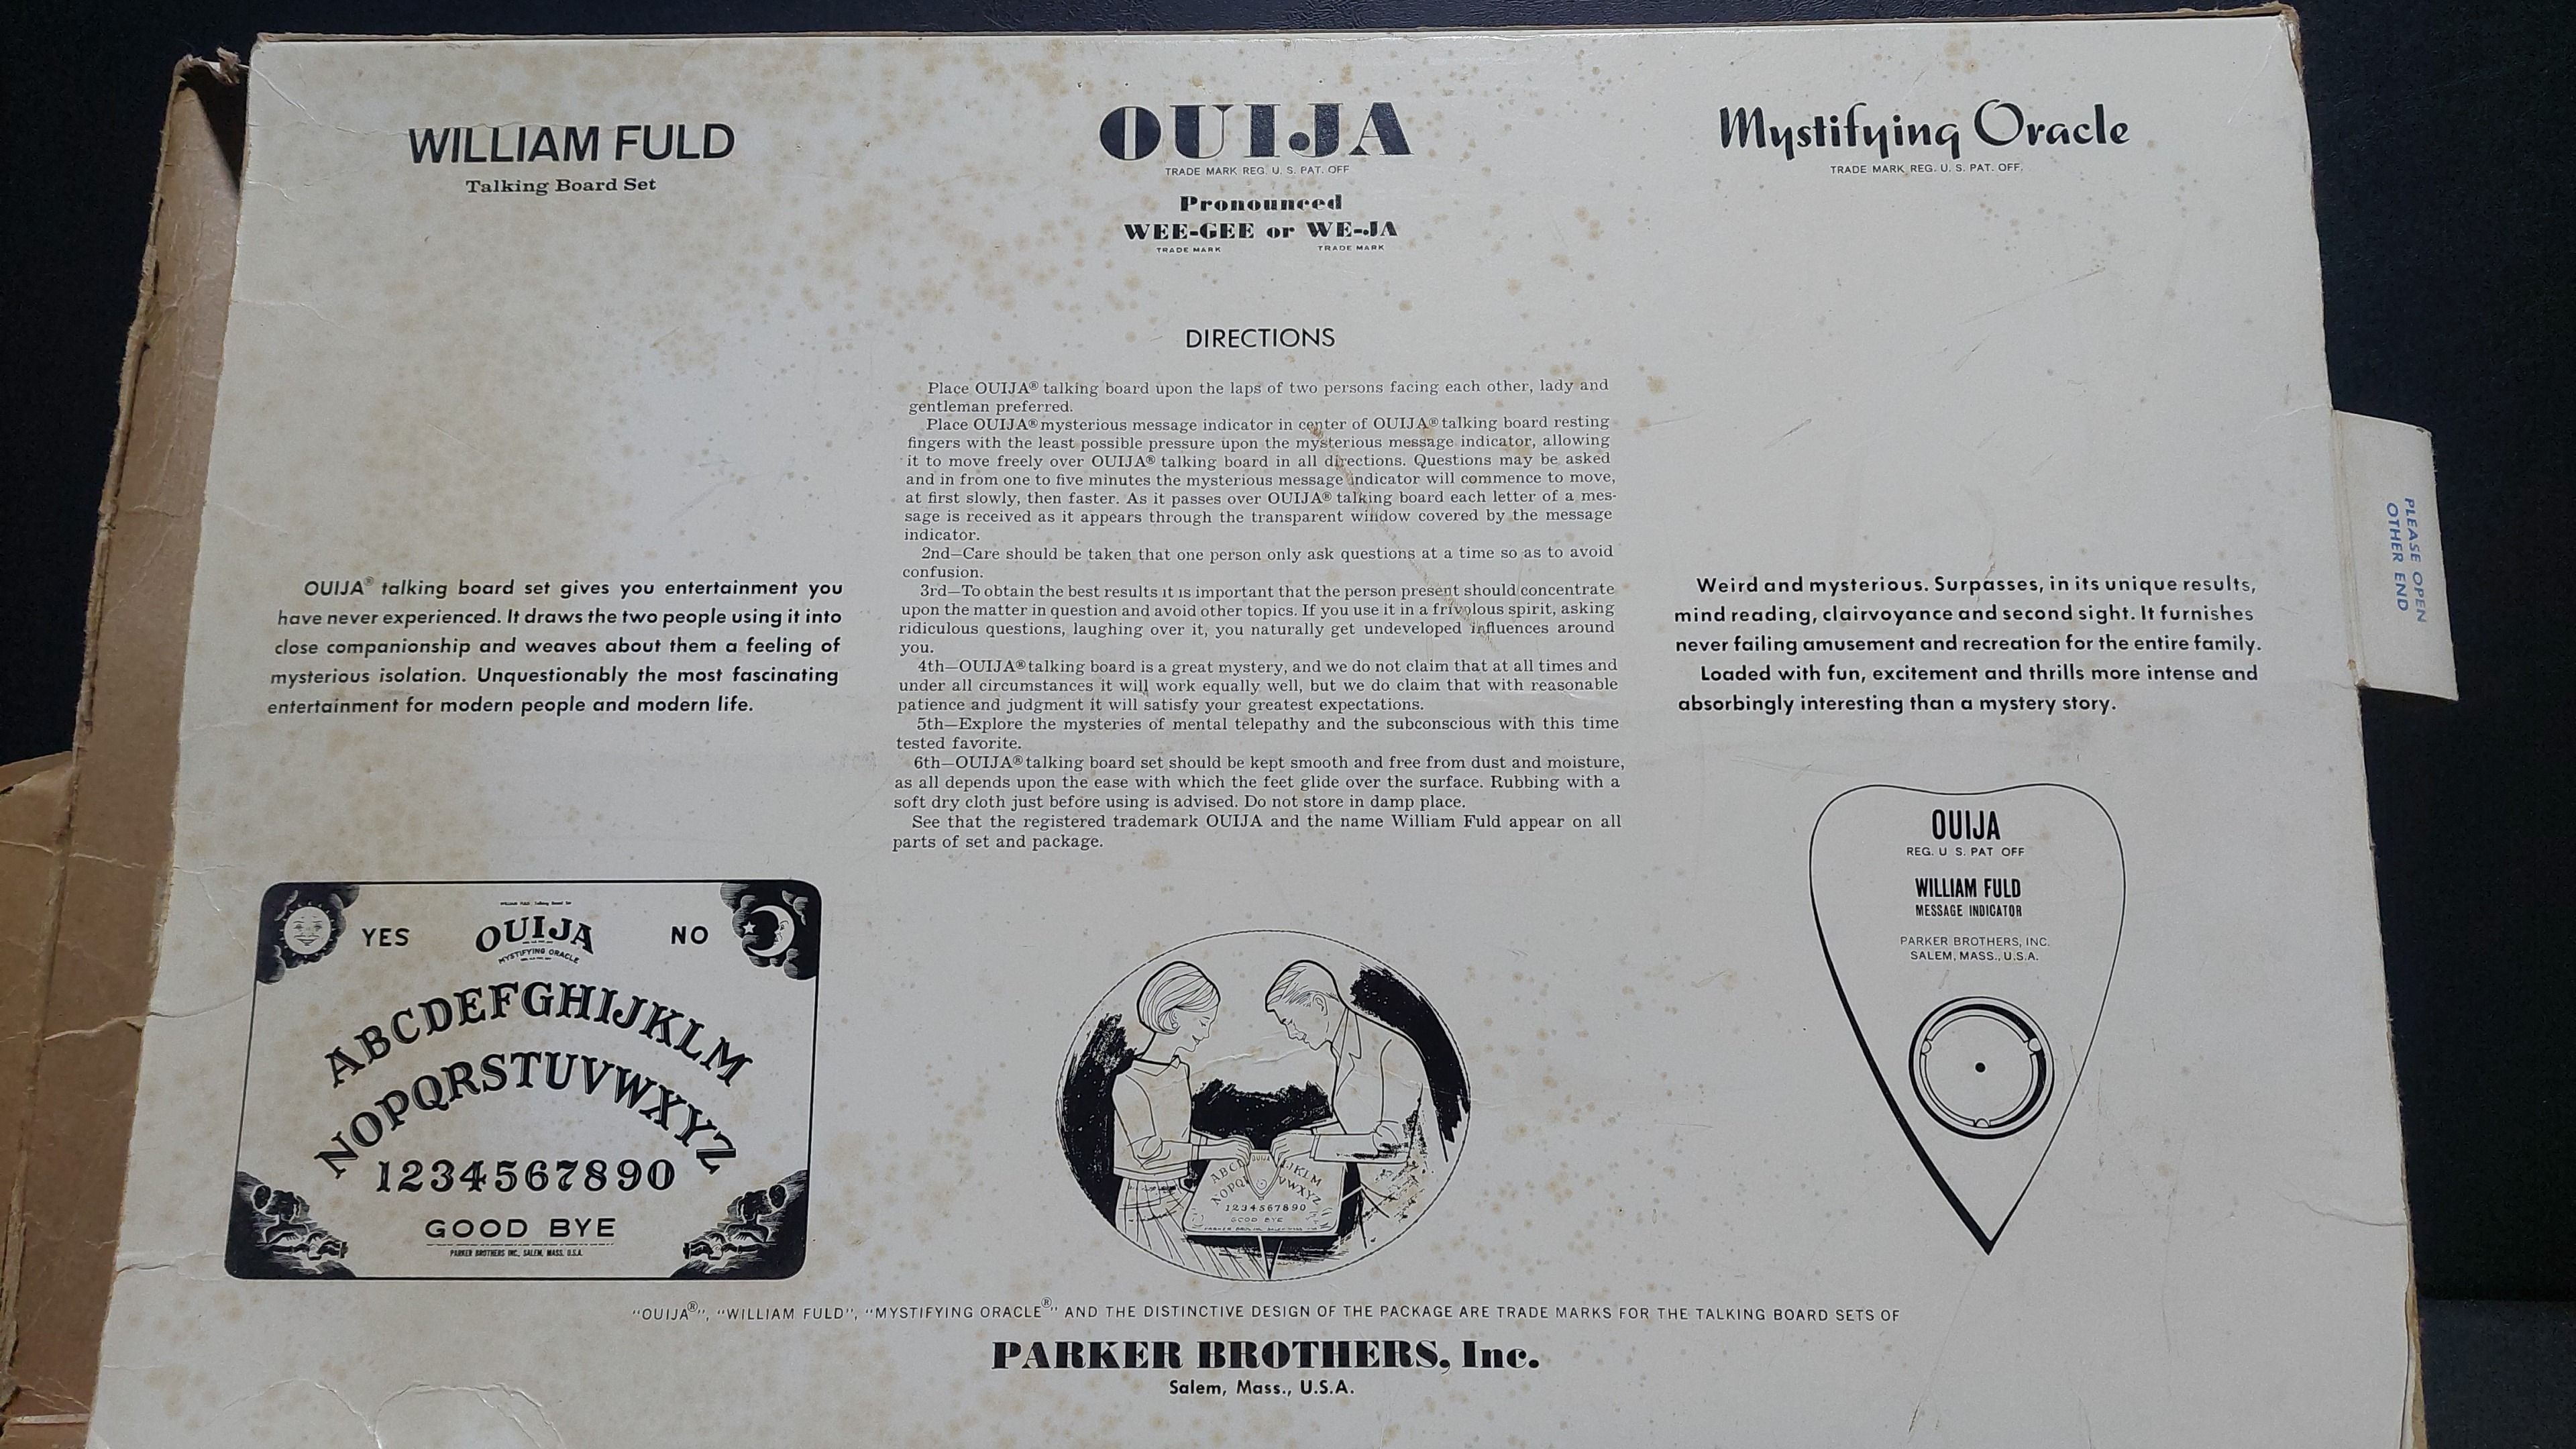 WILLIAM FULD
Talking Board Set
OUIJA
TRADE MARK REG. U. S. PAT. OFF
Pronounced
WEE-GEE or WE-JA
TRADE MARK TRADE MARK
Mystifying Oracle
TRADE MARK REG. U. S. PAT. OFF.
DIRECTIONS
Place OUIJA® talking board upon the laps of two persons facing each other, lady and
gentleman preferred.
Place OUIJA® mysterious message indicator in center of OUIJA® talking board resting
fingers with the least possible pressure upon the mysterious message indicator, allowing
it to move freely over OUIJA® talking board in all directions. Questions may be asked
and in from one to five minutes the mysterious message indicator will commence to move,
at first slowly, then faster. As it passes over OUIJA® talking board each letter of a mes-
sage is received as it appears through the transparent window covered by the message
indicator.
2nd—Care should be taken that one person only ask questions at a time so as to avoid
confusion.
3rd—To obtain the best results it is important that the person present should concentrate
upon the matter in question and avoid other topics. If you use it in a frivolous spirit, asking
ridiculous questions, laughing over it, you naturally get undeveloped influences around
you.
4th—OUIJA® talking board is a great mystery, and we do not claim that at all times and
under all circumstances it will work equally well, but we do claim that with reasonable
patience and judgment it will satisfy your greatest expectations.
5th—Explore the mysteries of mental telepathy and the subconscious with this time
tested favorite.
6th—OUIJA® talking board set should be kept smooth and free from dust and moisture,
as all depends upon the ease with which the feet glide over the surface. Rubbing with a
soft dry cloth just before using is advised. Do not store in damp place.
See that the registered trademark OUIJA and the name William Fuld appear on all
parts of set and package.
OUIJA® talking board set gives you entertainment you
have never experienced. It draws the two people using it into
close companionship and weaves about them a feeling of
mysterious isolation. Unquestionably the most fascinating
entertainment for modern people and modern life.
Weird and mysterious. Surpasses, in its unique results,
mind reading, clairvoyance and second sight. It furnishes
never failing amusement and recreation for the entire family.
Loaded with fun, excitement and thrills more intense and
absorbingly interesting than a mystery story.
PLEASE OPEN
OTHER END
WILLIAM FULD Talking Board Set
YES OUIJA NO
MYSTIFYING ORACLE
ABCDEFGHIJKLM
NOPQRSTUVWXYZ
1234567890
GOOD BYE
PARKER BROTHERS INC., SALEM, MASS. U.S.A.
OUIJA
ABC JKLM
NOPQ VWXYZ
1234567890
GOOD BYE
OUIJA
REG. U S. PAT OFF
WILLIAM FULD
MESSAGE INDICATOR
PARKER BROTHERS, INC.
SALEM, MASS., U.S.A.
"OUIJA®", "WILLIAM FULD", "MYSTIFYING ORACLE®" AND THE DISTINCTIVE DESIGN OF THE PACKAGE ARE TRADE MARKS FOR THE TALKING BOARD SETS OF
PARKER BROTHERS, Inc.
Salem, Mass., U.S.A.